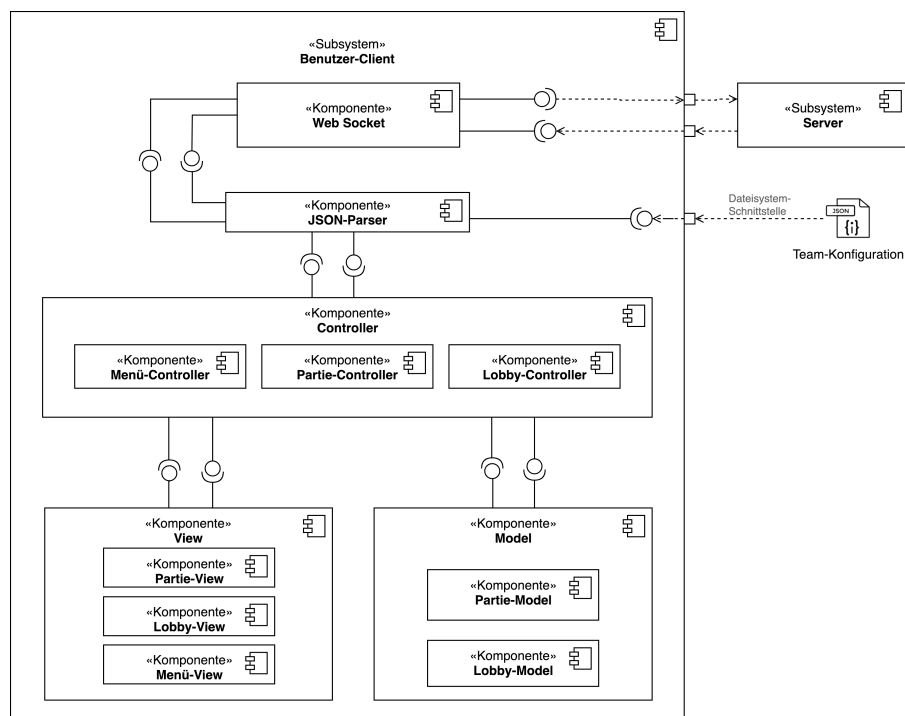 «Subsystem»
Benutzer-Client
«Komponente»
Web Socket
«Subsystem»
Server
«Komponente»
JSON-Parser
Dateisystem-
Schnittstelle
JSON
{i}
Team-Konfiguration
«Komponente»
Controller
«Komponente»
Menü-Controller
«Komponente»
Partie-Controller
«Komponente»
Lobby-Controller
«Komponente»
View
«Komponente»
Partie-View
«Komponente»
Lobby-View
«Komponente»
Menü-View
«Komponente»
Model
«Komponente»
Partie-Model
«Komponente»
Lobby-Model